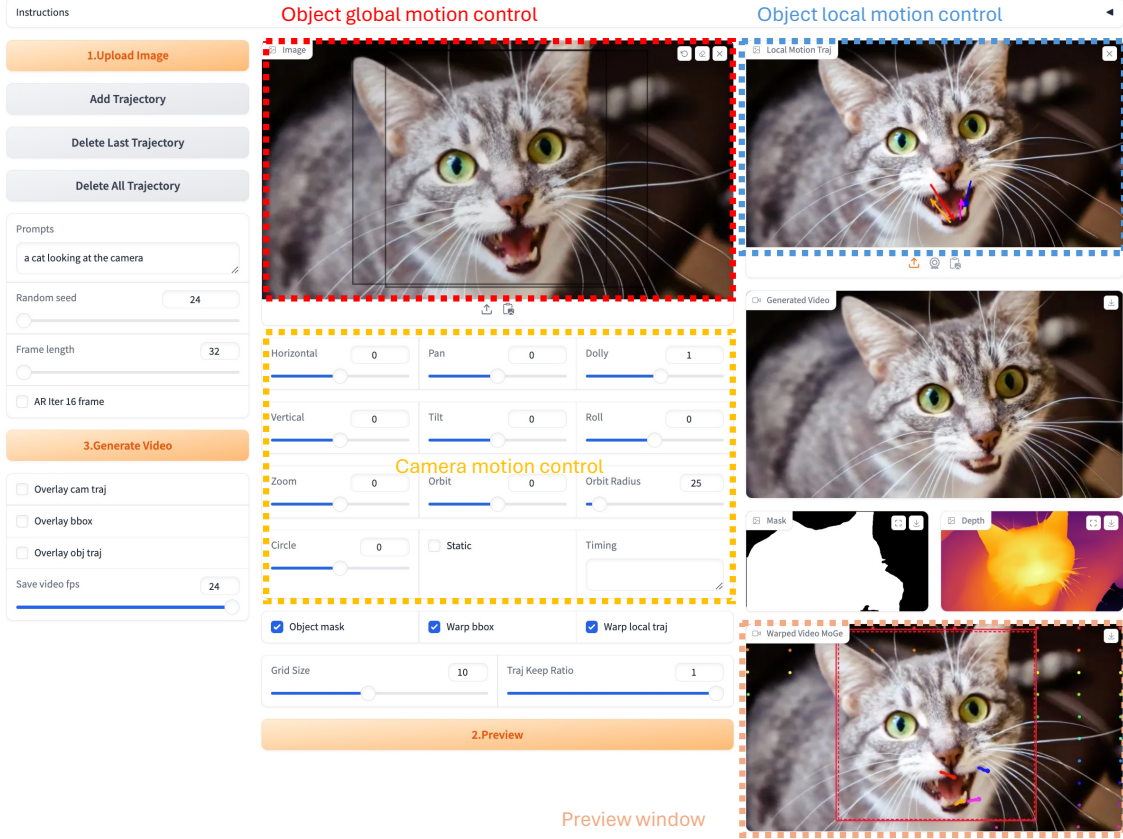 Instructions
Object global motion control
Object local motion control
1.Upload Image
Add Trajectory
Delete Last Trajectory
Delete All Trajectory
Prompts
a cat looking at the camera
Random seed
24
Frame length
32
AR Iter 16 frame
3.Generate Video
Overlay cam traj
Overlay bbox
Overlay obj traj
Save video fps
24
Image
Horizontal
0
Pan
0
Dolly
1
Vertical
0
Tilt
0
Roll
0
Camera motion control
Zoom
0
Orbit
0
Orbit Radius
25
Circle
0
Static
Timing
Object mask
Warp bbox
Warp local traj
Grid Size
10
Traj Keep Ratio
1
2.Preview
Local Motion Traj
Generated Video
Mask
Depth
Warped Video MoGe
Preview window